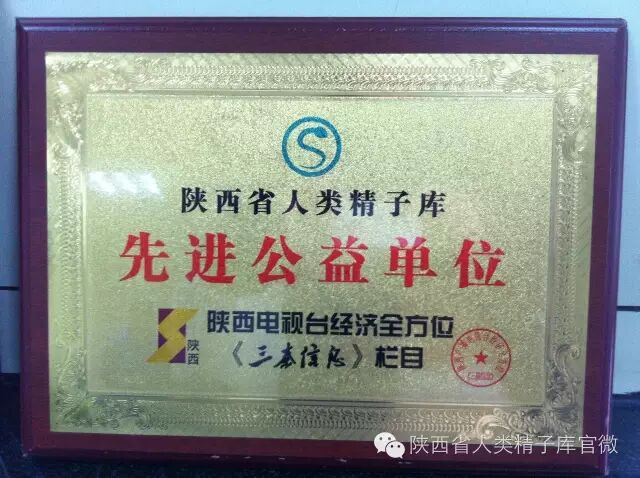 陕西省人类精子库
先进公益单位
陕西
陕西电视台经济全方位
《三秦信息》栏目
陕西省人类精子库官微